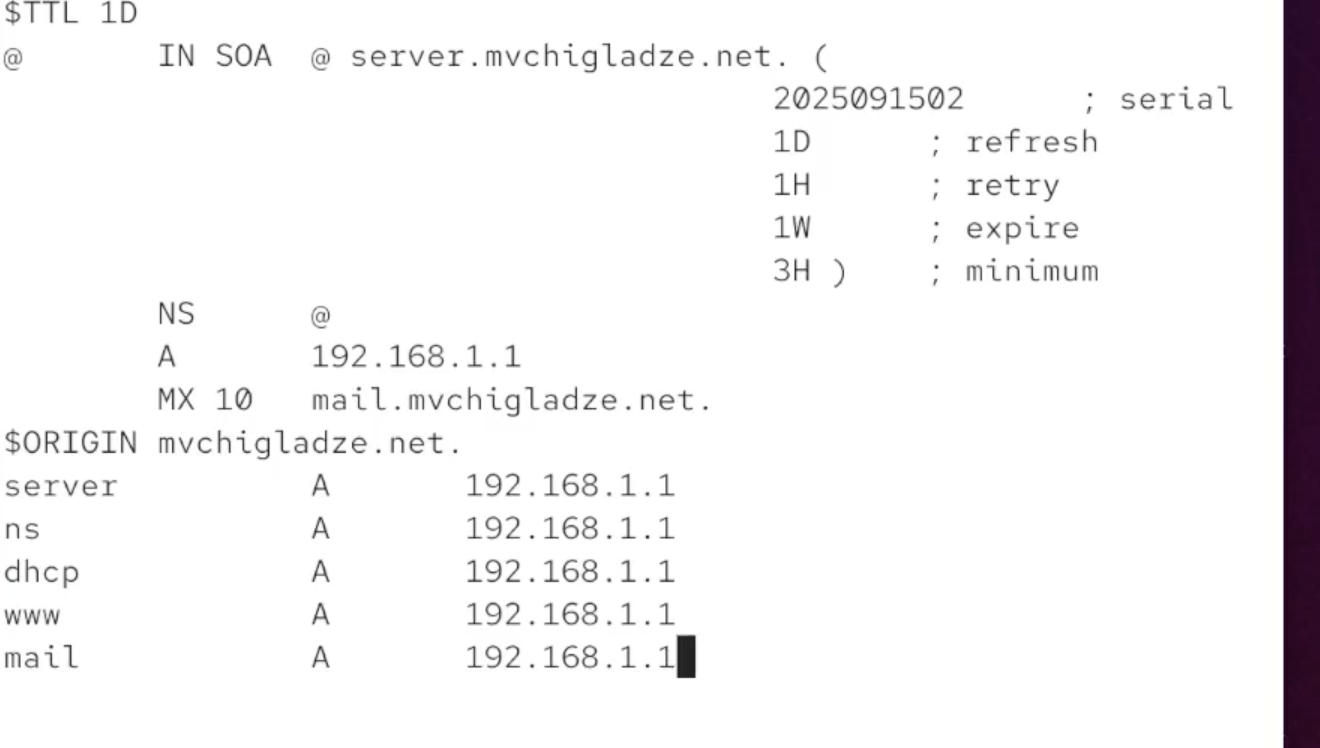 $TTL 1D
@ IN SOA @ server.mvchigladze.net. (
2025091502 ; serial
1D ; refresh
1H ; retry
1W ; expire
3H ) ; minimum
NS @
A 192.168.1.1
MX 10 mail.mvchigladze.net.
$ORIGIN mvchigladze.net.
server A 192.168.1.1
ns A 192.168.1.1
dhcp A 192.168.1.1
www A 192.168.1.1
mail A 192.168.1.1